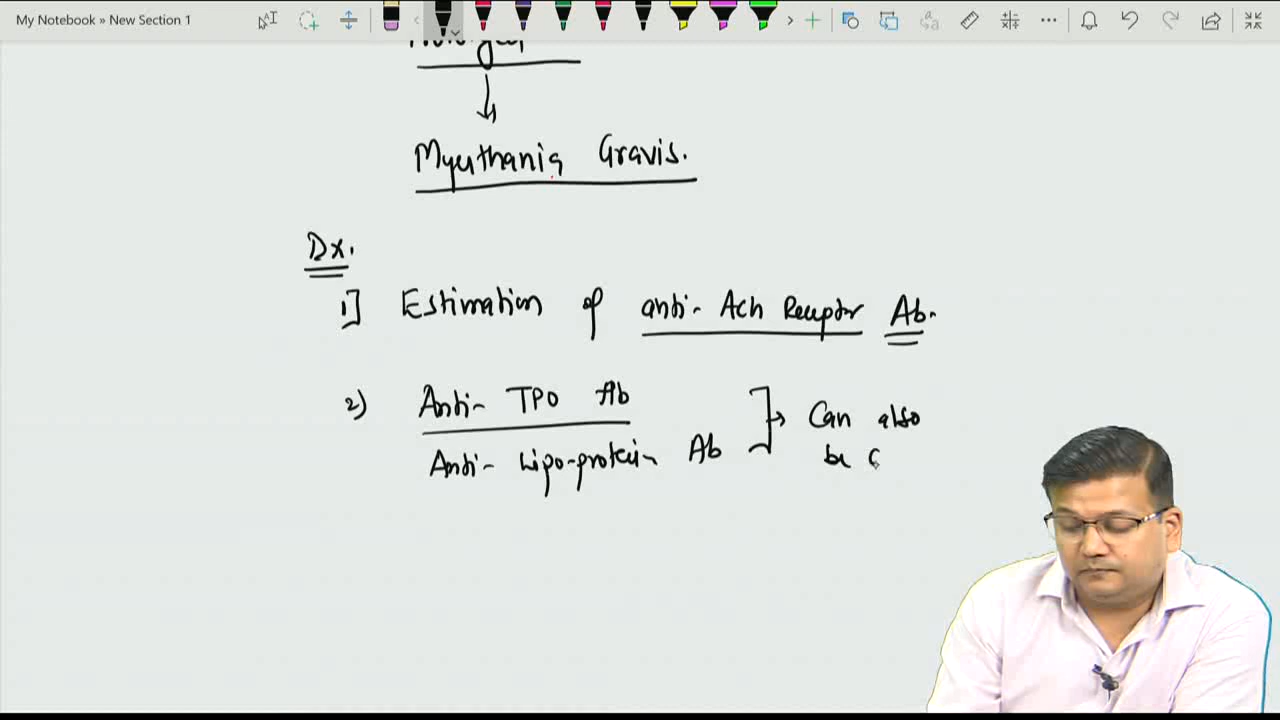 My Notebook » New Section 1
Myesthania Gravis.
Dx.
1] Estimation of anti- Ach Receptor Ab.
2) Anti- TPO Ab
Anti- Lipo-protein Ab
Can also
be